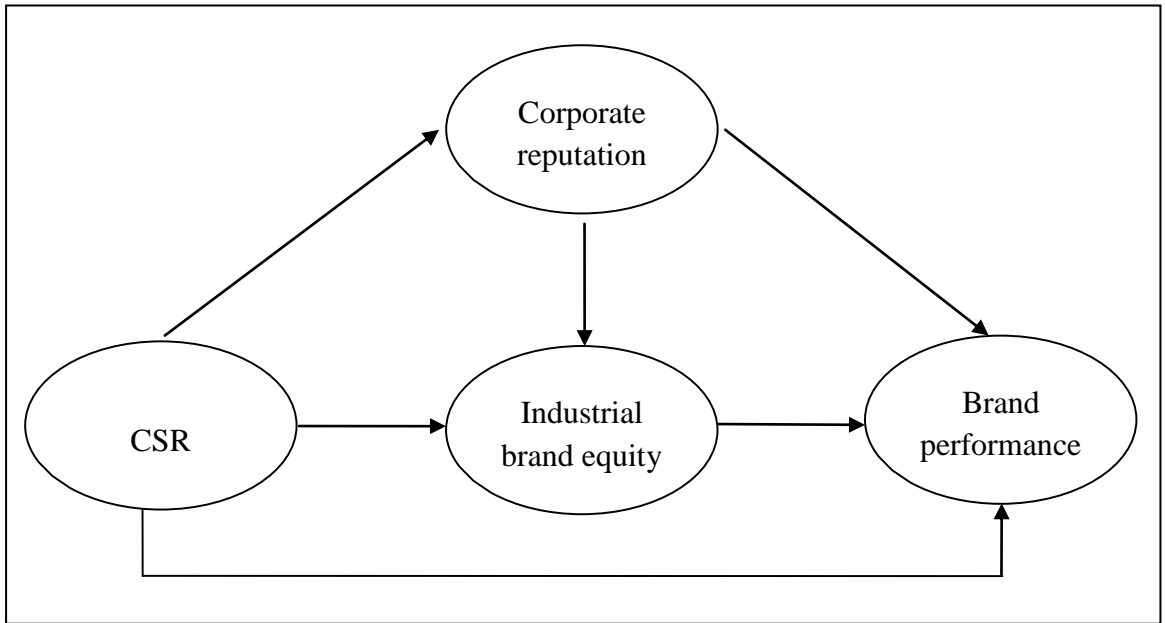 Corporate
reputation
CSR
Industrial
brand equity
Brand
performance